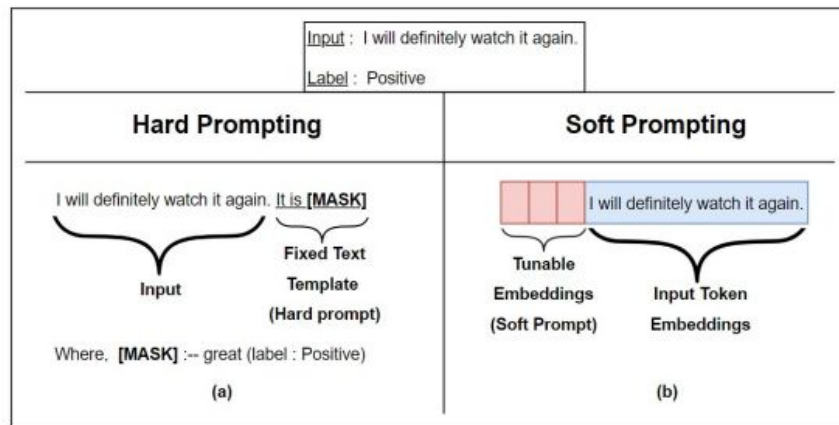 Input : I will definitely watch it again.
Label : Positive
Hard Prompting
Soft Prompting
I will definitely watch it again. It is [MASK]
Input
Fixed Text
Template
(Hard prompt)
Where, [MASK] :-- great (label : Positive)
(a)
I will definitely watch it again.
Tunable
Embeddings
(Soft Prompt)
Input Token
Embeddings
(b)